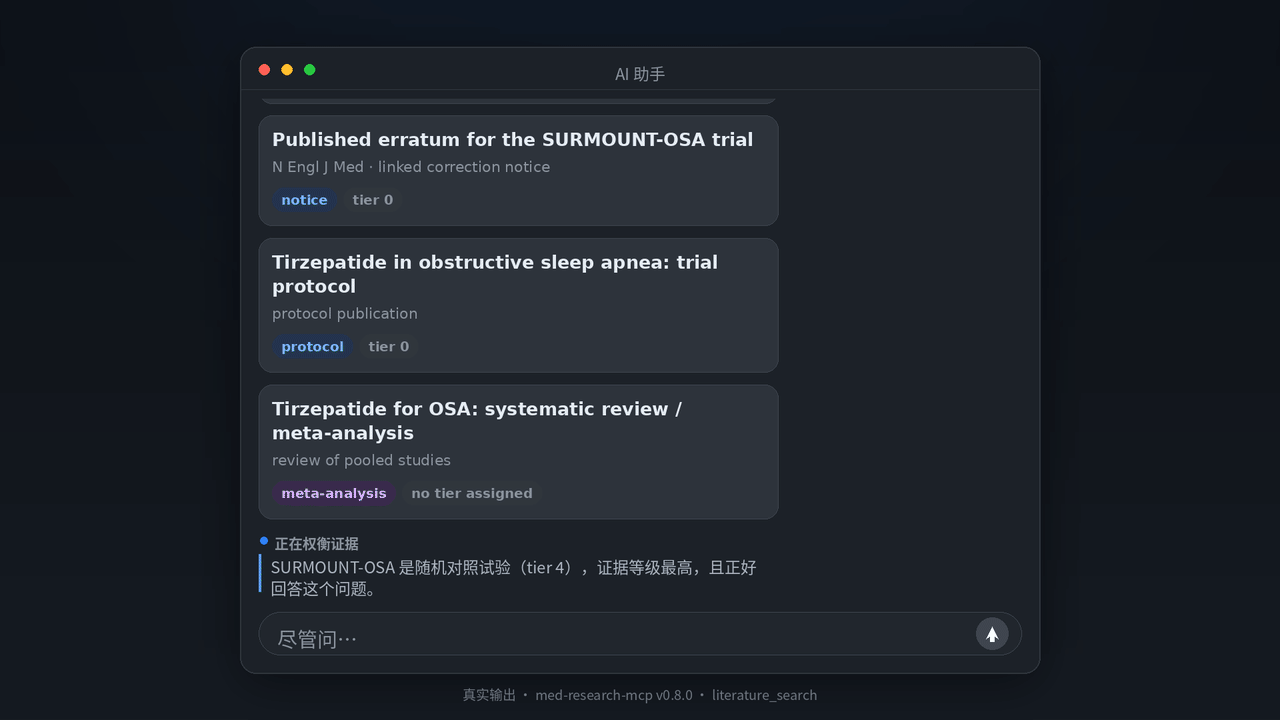 AI 助手
Published erratum for the SURMOUNT-OSA trial
N Engl J Med · linked correction notice
notice tier 0
Tirzepatide in obstructive sleep apnea: trial
protocol
protocol publication
protocol tier 0
Tirzepatide for OSA: systematic review /
meta-analysis
review of pooled studies
meta-analysis no tier assigned
正在权衡证据
SURMOUNT-OSA 是随机对照试验（tier 4），证据等级最高，且正好
回答这个问题。
尽管问…
真实输出 · med-research-mcp v0.8.0 · literature_search